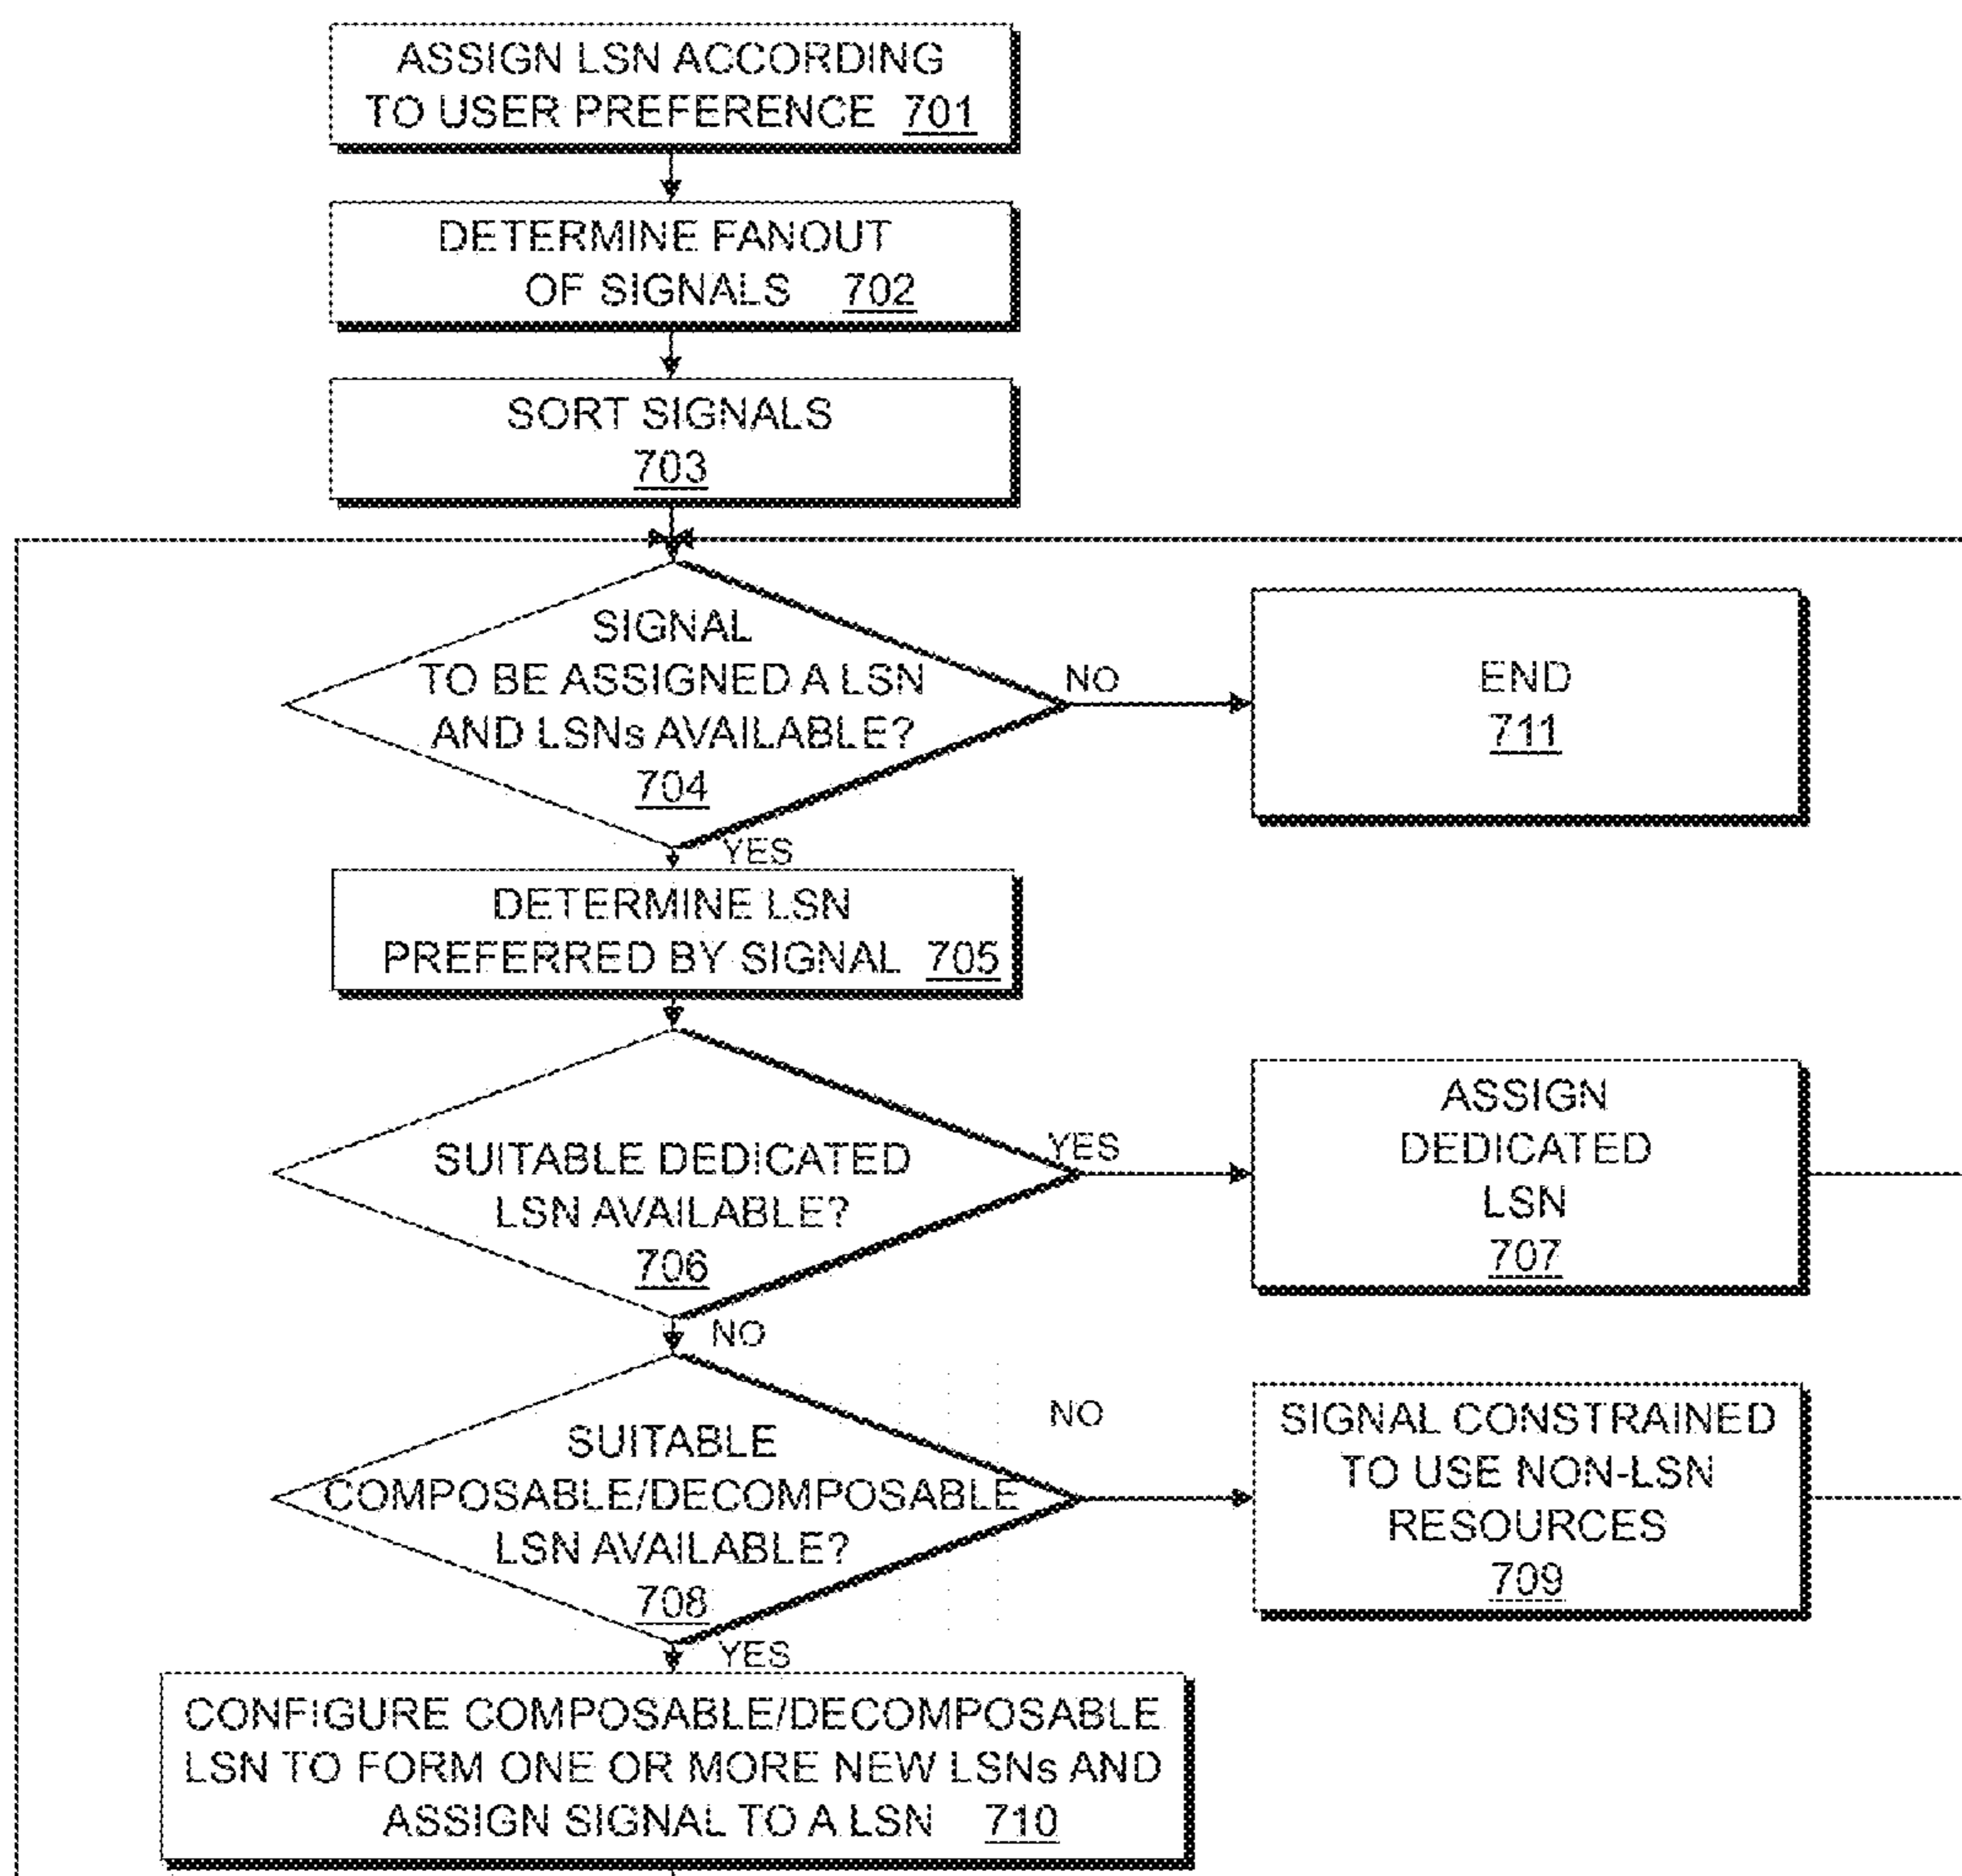 ASSIGN LSN ACCORDING
TO USER PREFERENCE 701
DETERMINE FANOUT
OF SIGNALS 702
SORT SIGNALS
703
SIGNAL
TO BE ASSIGNED A LSN
AND LSNs AVAILABLE?
704
NO
END
711
YES
DETERMINE LSN
PREFERRED BY SIGNAL 705
SUITABLE DEDICATED
LSN AVAILABLE?
706
YES
ASSIGN
DEDICATED
LSN
707
NO
SUITABLE
COMPOSABLE/DECOMPOSABLE
LSN AVAILABLE?
708
NO
SIGNAL CONSTRAINED
TO USE NON-LSN
RESOURCES
709
YES
CONFIGURE COMPOSABLE/DECOMPOSABLE
LSN TO FORM ONE OR MORE NEW LSNs AND
ASSIGN SIGNAL TO A LSN 710